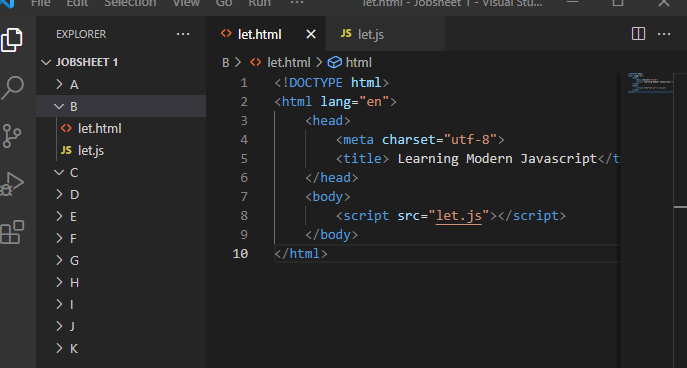 Edit Selection View Go Run ··· let.html - Jobsheet 1 - Visual Stu...
EXPLORER ···
JOBSHEET 1
A
B
let.html
JS let.js
C
D
E
F
G
H
I
J
K
let.html
JS let.js
B > let.html > html
1 <!DOCTYPE html>
2 <html lang="en">
3 <head>
4 <meta charset="utf-8">
5 <title> Learning Modern Javascript</t
6 </head>
7 <body>
8 <script src="let.js"></script>
9 </body>
10 </html>